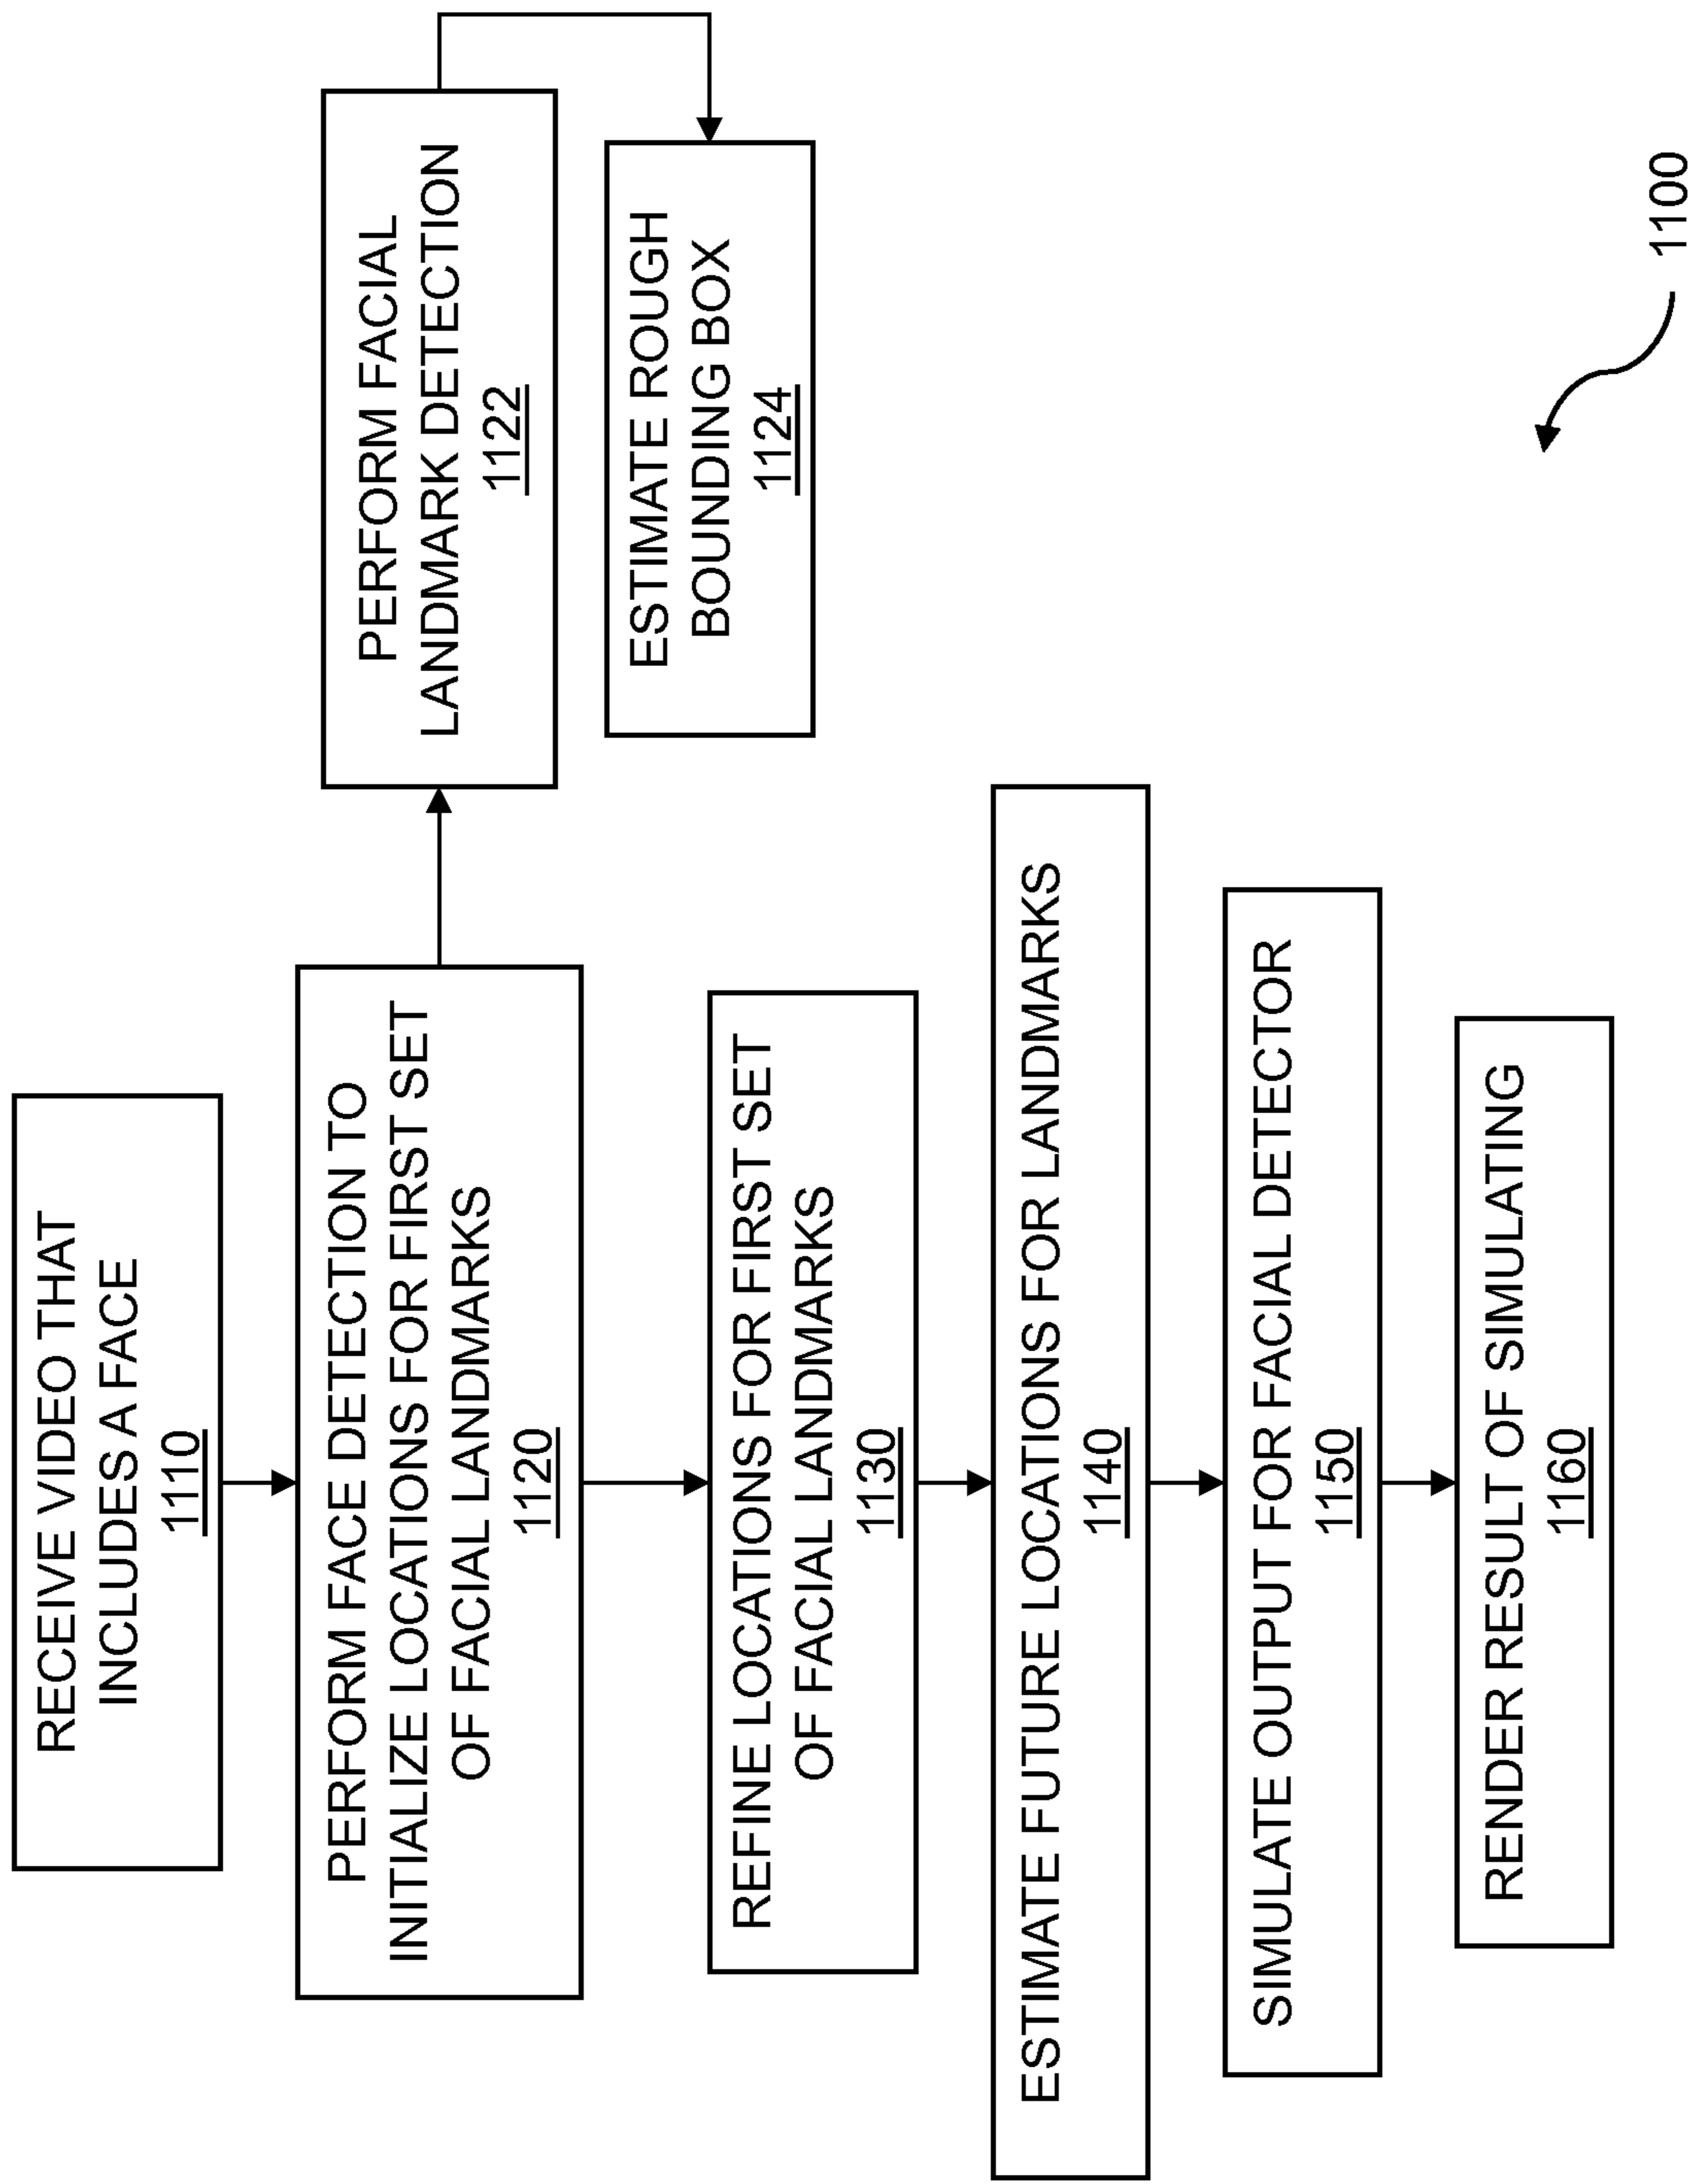 RECEIVE VIDEO THAT
INCLUDES A FACE
1110
PERFORM FACE DETECTION TO
INITIALIZE LOCATIONS FOR FIRST SET
OF FACIAL LANDMARKS
1120
PERFORM FACIAL
LANDMARK DETECTION
1122
ESTIMATE ROUGH
BOUNDING BOX
1124
REFINE LOCATIONS FOR FIRST SET
OF FACIAL LANDMARKS
1130
ESTIMATE FUTURE LOCATIONS FOR LANDMARKS
1140
SIMULATE OUTPUT FOR FACIAL DETECTOR
1150
RENDER RESULT OF SIMULATING
1160
1100